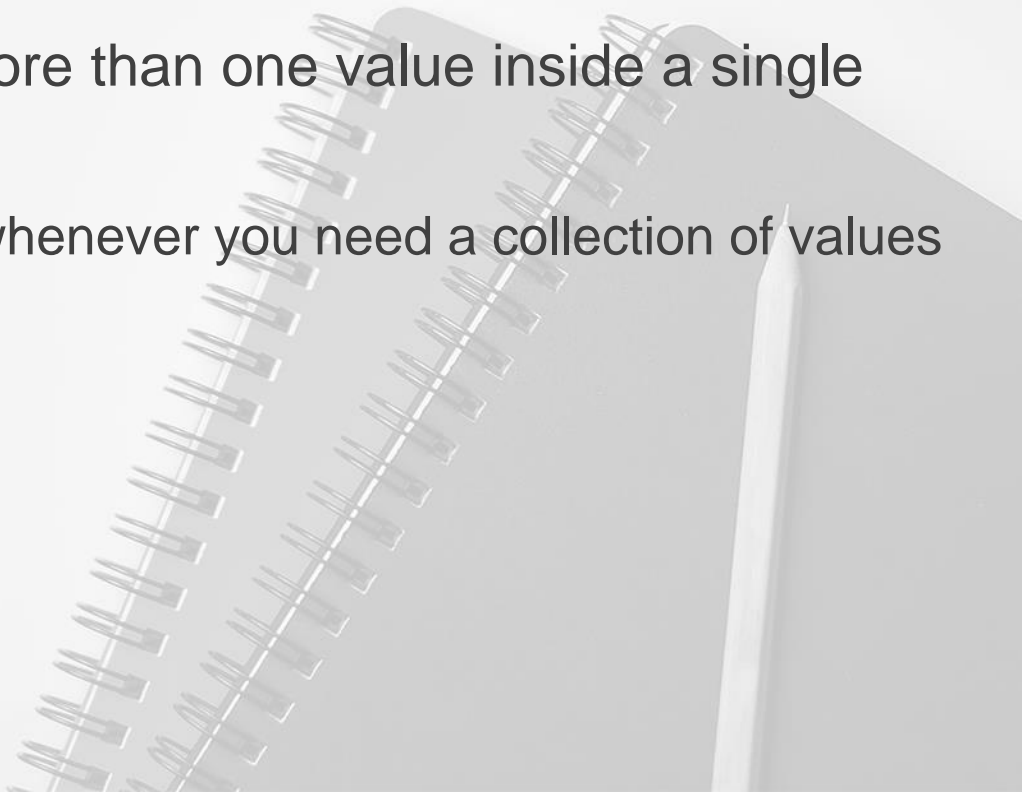 ore than one value inside a single
whenever you need a collection of values